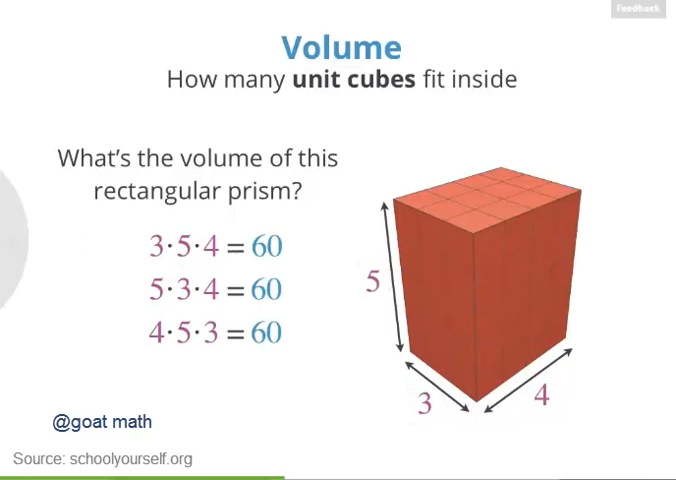 Feedback
Volume
How many unit cubes fit inside
What's the volume of this
rectangular prism?
3·5·4 = 60
5·3·4 = 60
4·5·3 = 60
5
3
4
@goat math
Source: schoolyourself.org